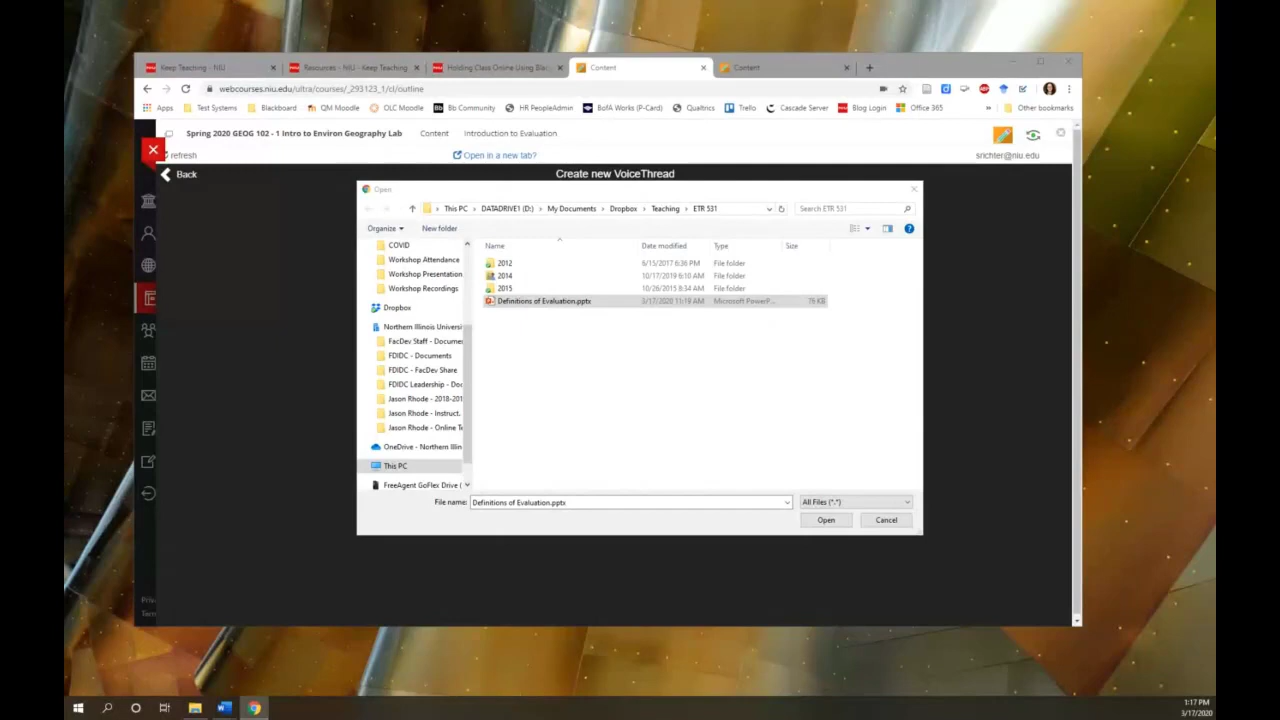 Keep Teaching - NIU
Resources - NIU - Keep Teaching
Holding Class Online Using Blac
Content
Content
webcourses.niu.edu/ultra/courses/_293123_1/cl/outline
Apps
Test Systems
Blackboard
QM Moodle
OLC Moodle
Bb Community
HR PeopleAdmin
BofA Works (P-Card)
Qualtrics
Trello
Cascade Server
Blog Login
Office 365
Other bookmarks
Spring 2020 GEOG 102 - 1 Intro to Environ Geography Lab
Content
Introduction to Evaluation
refresh
Open in a new tab?
srichter@niu.edu
Back
Create new VoiceThread
Open
This PC > DATADRIVE1 (D:) > My Documents > Dropbox > Teaching > ETR 531
Search ETR 531
Organize
New folder
COVID
Workshop Attendance
Workshop Presentation
Workshop Recordings
Dropbox
Northern Illinois Universi
FacDev Staff - Docume
FDIDC - Documents
FDIDC - FacDev Share
FDIDC Leadership - Doc
Jason Rhode - 2018-201
Jason Rhode - Instruct.
Jason Rhode - Online Te
OneDrive - Northern Illin
This PC
FreeAgent GoFlex Drive (
Name Date modified Type Size
2012 6/15/2017 6:36 PM File folder
2014 10/17/2019 6:10 AM File folder
2015 10/26/2015 8:34 AM File folder
Definitions of Evaluation.pptx 3/17/2020 11:19 AM Microsoft PowerP... 79 KB
File name: Definitions of Evaluation.pptx
All Files (*.*)
Open
Cancel
Priv
Term
1:17 PM
3/17/2020